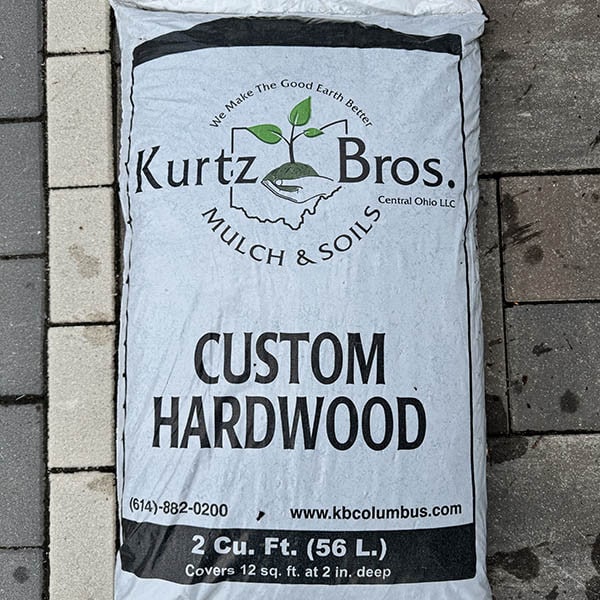 We Make The Good Earth Better
Kurtz Bros.
Central Ohio LLC
MULCH & SOILS
CUSTOM
HARDWOOD
(614)-882-0200 www.kbcolumbus.com
2 Cu. Ft. (56 L.)
Covers 12 sq. ft. at 2 in. deep